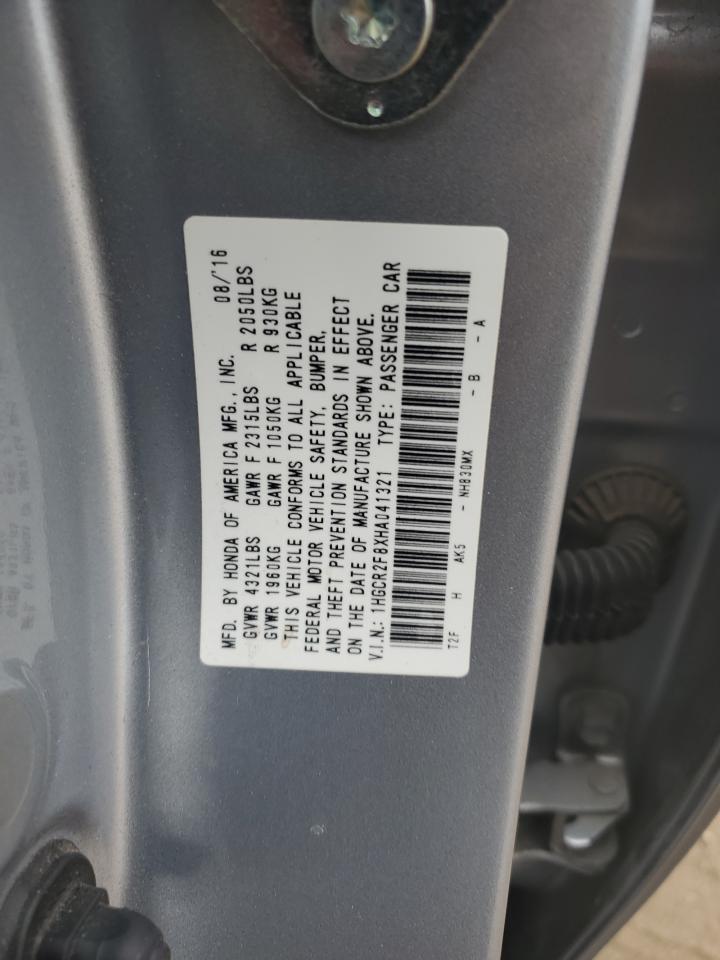 MFD. BY HONDA OF AMERICA MFG., INC. 08/'16
GVWR 4321LBS GAWR F 2315LBS R 2050LBS
GVWR 1960KG GAWR F 1050KG R 930KG
THIS VEHICLE CONFORMS TO ALL APPLICABLE
FEDERAL MOTOR VEHICLE SAFETY, BUMPER,
AND THEFT PREVENTION STANDARDS IN EFFECT
ON THE DATE OF MANUFACTURE SHOWN ABOVE.
V.I.N.: 1HGCR2F8XHA041321 TYPE: PASSENGER CAR
T2F H AK5 - NH830MX - B - A